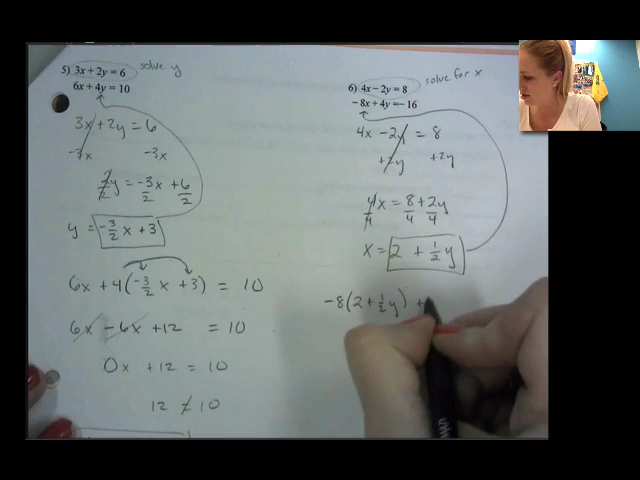 5) 3x + 2y = 6 solve y
6x + 4y = 10
3x + 2y = 6
-3x -3x
2y = -3x + 6
2 2 2
y = -3/2 x + 3
6x + 4(-3/2 x + 3) = 10
6x - 6x + 12 = 10
0x + 12 = 10
12 ≠ 10
6) 4x - 2y = 8 solve for x
-8x + 4y = -16
4x - 2y = 8
+2y +2y
4x = 8 + 2y
4 4 4
x = 2 + 1/2 y
-8(2 + 1/2 y) +